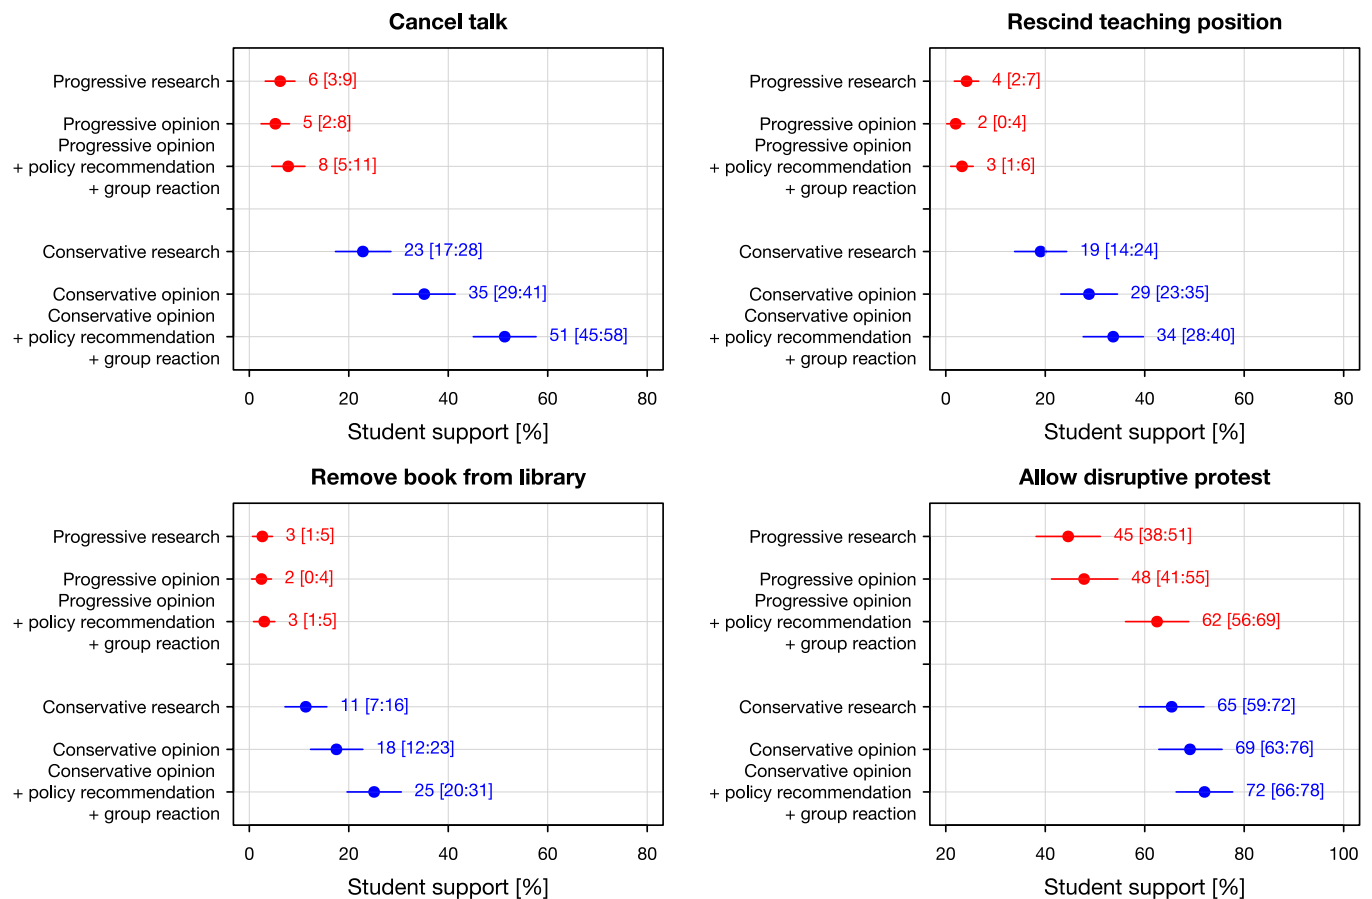 Cancel talk
Progressive research
6 [3:9]
Progressive opinion
5 [2:8]
Progressive opinion
+ policy recommendation
8 [5:11]
+ group reaction
Conservative research
23 [17:28]
Conservative opinion
35 [29:41]
Conservative opinion
+ policy recommendation
51 [45:58]
+ group reaction
0 20 40 60 80
Student support [%]
Rescind teaching position
Progressive research
4 [2:7]
Progressive opinion
2 [0:4]
Progressive opinion
+ policy recommendation
3 [1:6]
+ group reaction
Conservative research
19 [14:24]
Conservative opinion
29 [23:35]
Conservative opinion
+ policy recommendation
34 [28:40]
+ group reaction
0 20 40 60 80
Student support [%]
Remove book from library
Progressive research
3 [1:5]
Progressive opinion
2 [0:4]
Progressive opinion
+ policy recommendation
3 [1:5]
+ group reaction
Conservative research
11 [7:16]
Conservative opinion
18 [12:23]
Conservative opinion
+ policy recommendation
25 [20:31]
+ group reaction
0 20 40 60 80
Student support [%]
Allow disruptive protest
Progressive research
45 [38:51]
Progressive opinion
48 [41:55]
Progressive opinion
+ policy recommendation
62 [56:69]
+ group reaction
Conservative research
65 [59:72]
Conservative opinion
69 [63:76]
Conservative opinion
+ policy recommendation
72 [66:78]
+ group reaction
20 40 60 80 100
Student support [%]